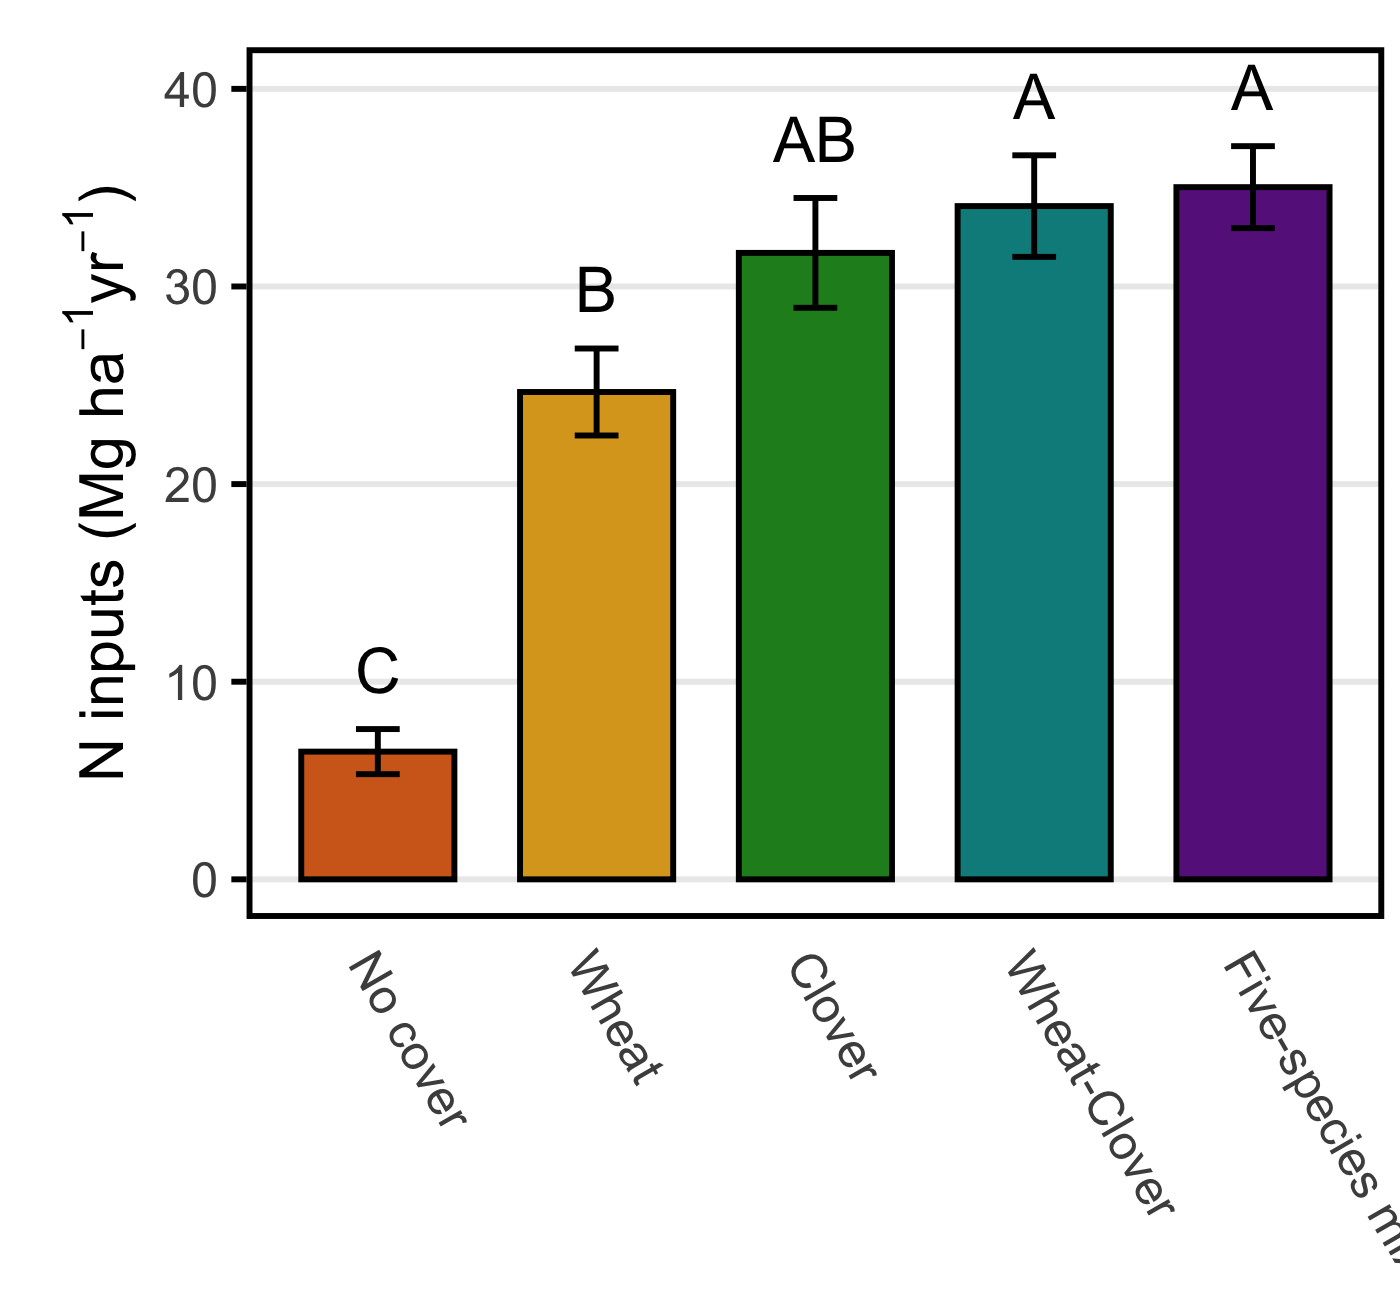 N inputs (Mg ha⁻¹yr⁻¹)
40
30
20
10
0
C
B
AB
A
A
No cover
Wheat
Clover
Wheat-Clover
Five-species